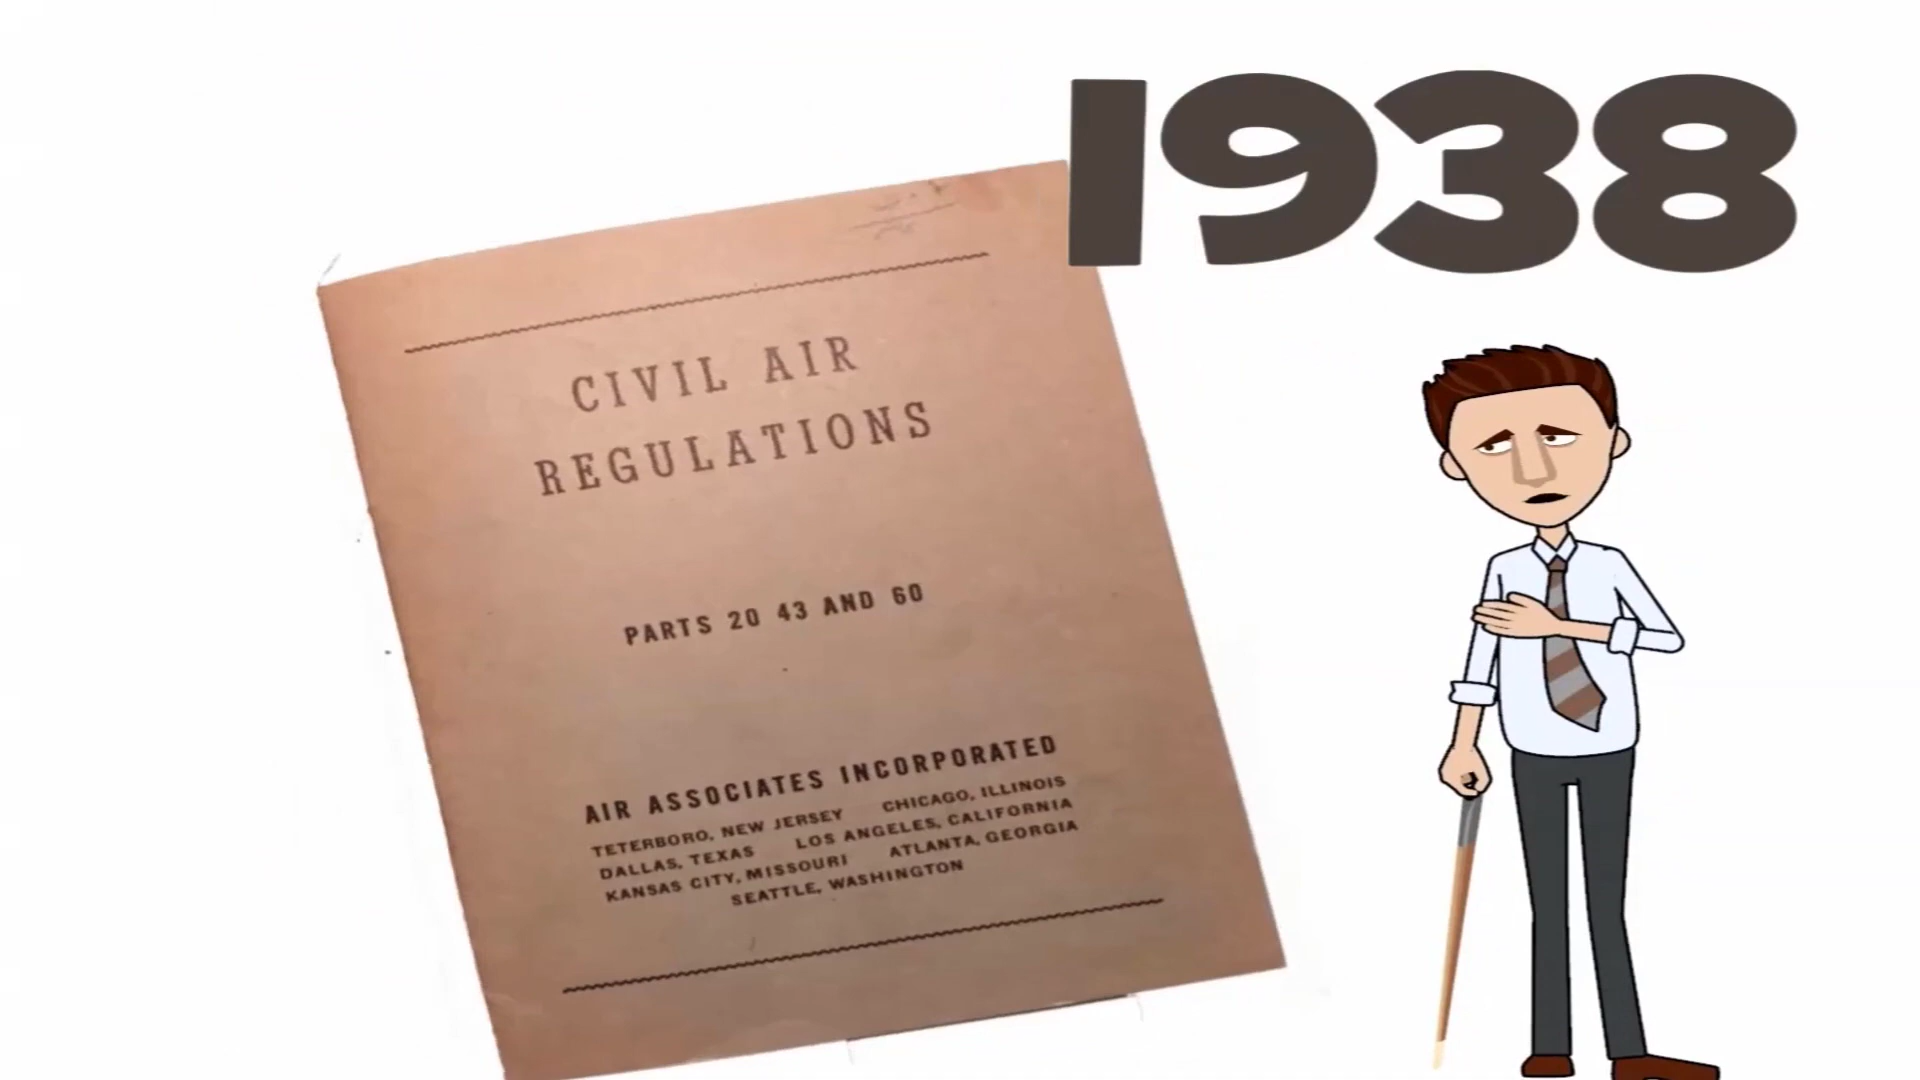 1938
CIVIL AIR
REGULATIONS
PARTS 20 43 AND 60
AIR ASSOCIATES INCORPORATED
TETERBORO, NEW JERSEY CHICAGO, ILLINOIS
DALLAS, TEXAS LOS ANGELES, CALIFORNIA
KANSAS CITY, MISSOURI ATLANTA, GEORGIA
SEATTLE, WASHINGTON